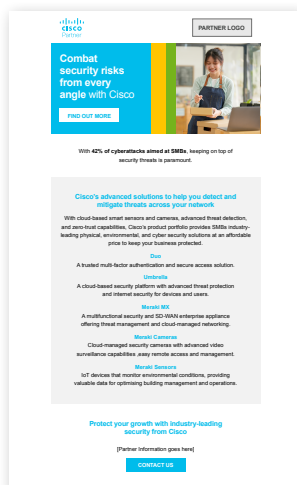 cisco
Partner
PARTNER LOGO
Combat
security risks
from every
angle with Cisco
FIND OUT MORE
With 42% of cyberattacks aimed at SMBs, keeping on top of
security threats is paramount.
Cisco's advanced solutions to help you detect and
mitigate threats across your network
With cloud-based smart sensors and cameras, advanced threat detection,
and zero-trust capabilities, Cisco's product portfolio provides SMBs industry-
leading physical, environmental, and cyber security solutions at an affordable
price to keep your business protected.
Duo
A trusted multi-factor authentication and secure access solution.
Umbrella
A cloud-based security platform with advanced threat protection
and internet security for devices and users.
Meraki MX
A multifunctional security and SD-WAN enterprise appliance
offering threat management and cloud-managed networking.
Meraki Cameras
Cloud-managed security cameras with advanced video
surveillance capabilities ,easy remote access and management.
Meraki Sensors
IoT devices that monitor environmental conditions, providing
valuable data for optimising building management and operations.
Protect your growth with industry-leading
security from Cisco
[Partner Information goes here]
CONTACT US